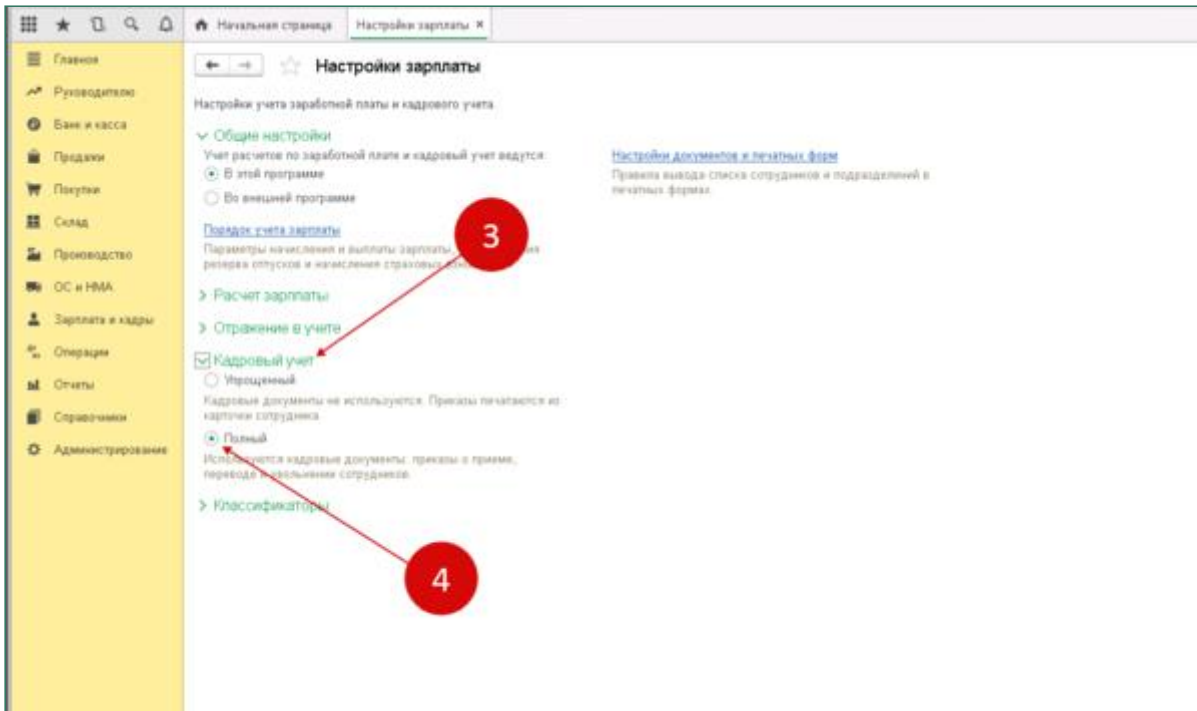 Начальная страница
Настройки зарплаты ×
Главное
Руководителю
Банк и касса
Продажи
Покупки
Склад
Производство
ОС и НМА
Зарплата и кадры
Операции
Отчеты
Справочники
Администрирование
Настройки зарплаты
Настройки учета заработной платы и кадрового учета
Общие настройки
Учет расчетов по заработной плате и кадровый учет ведутся:
В этой программе
Во внешней программе
Порядок учета зарплаты
Параметры начисления и выплаты зарплаты,
резерва отпусков и начисления страховых
Настройки документов и печатных форм
Правила вывода списка сотрудников и подразделений в
печатных формах
3
Расчет зарплаты
Отражение в учете
Кадровый учет
Упрощенный
Кадровые документы не используются. Приказы печатаются из
карточки сотрудника
Полный
Используются кадровые документы: приказы о приеме,
переводе и увольнении сотрудников.
Классификаторы
4